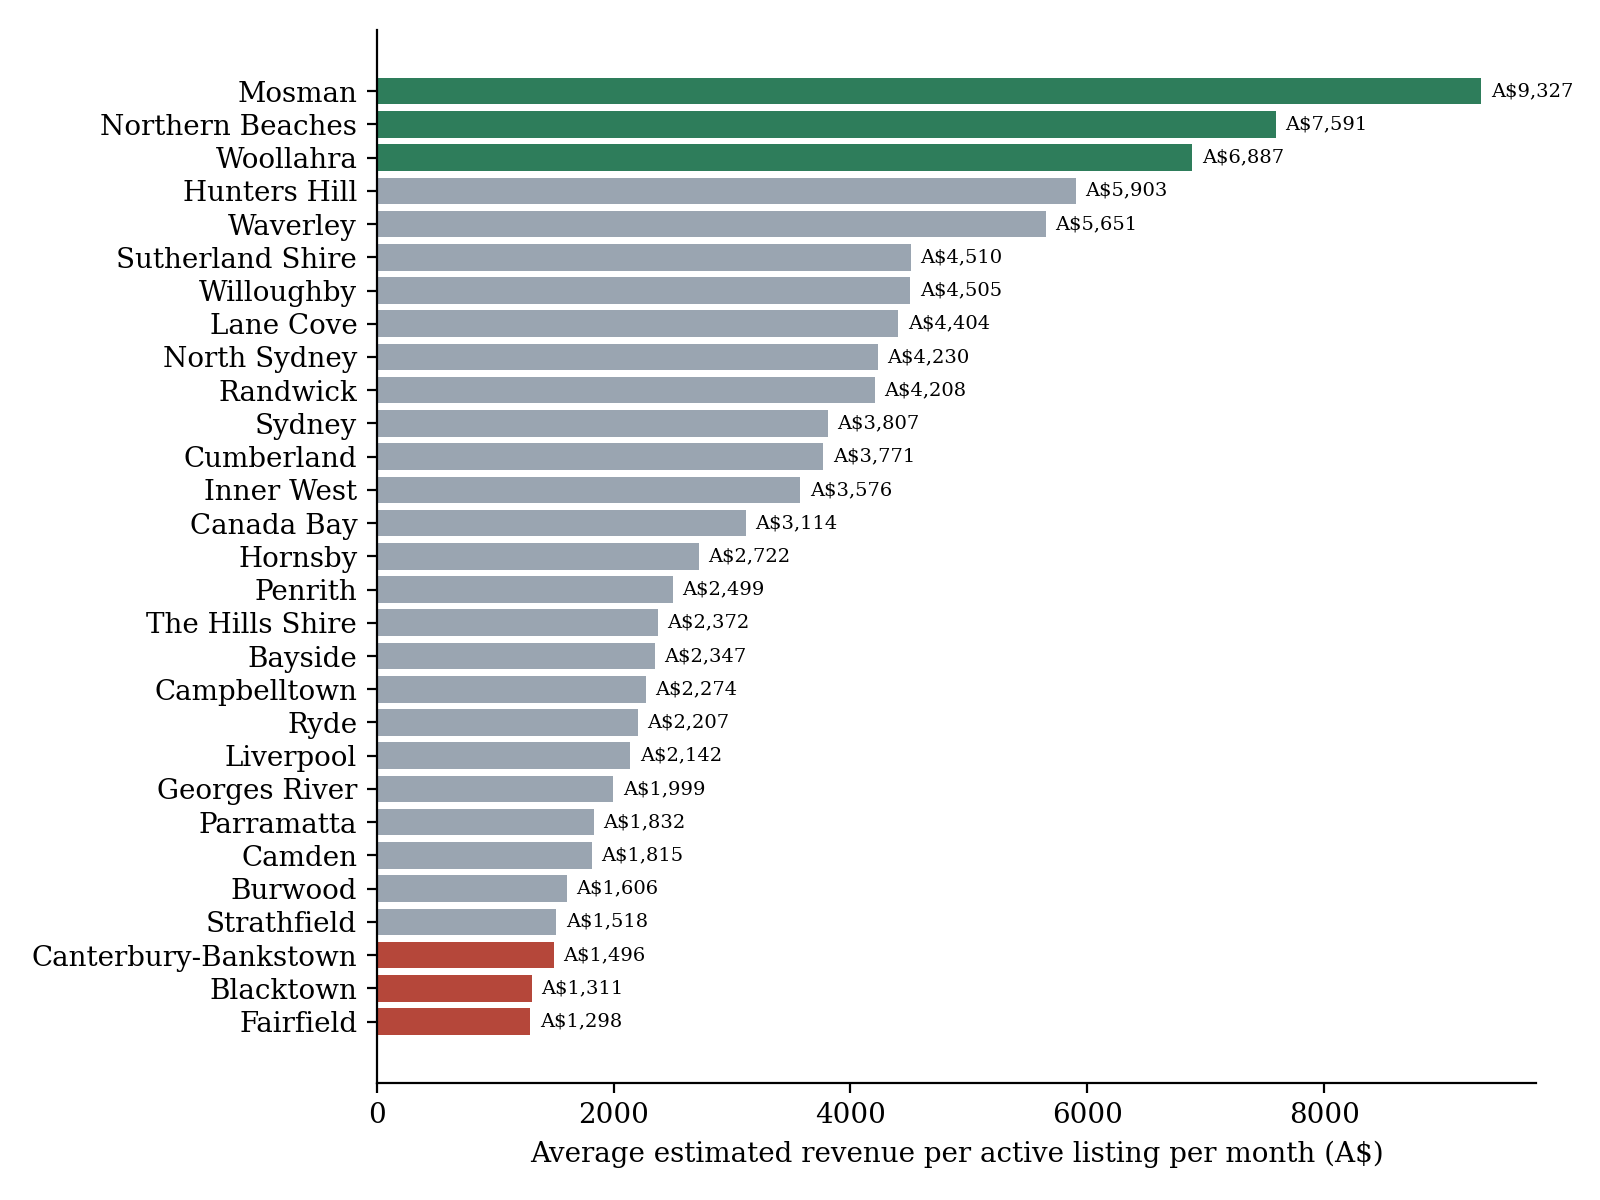 Mosman A$9,327
Northern Beaches A$7,591
Woollahra A$6,887
Hunters Hill A$5,903
Waverley A$5,651
Sutherland Shire A$4,510
Willoughby A$4,505
Lane Cove A$4,404
North Sydney A$4,230
Randwick A$4,208
Sydney A$3,807
Cumberland A$3,771
Inner West A$3,576
Canada Bay A$3,114
Hornsby A$2,722
Penrith A$2,499
The Hills Shire A$2,372
Bayside A$2,347
Campbelltown A$2,274
Ryde A$2,207
Liverpool A$2,142
Georges River A$1,999
Parramatta A$1,832
Camden A$1,815
Burwood A$1,606
Strathfield A$1,518
Canterbury-Bankstown A$1,496
Blacktown A$1,311
Fairfield A$1,298
0 2000 4000 6000 8000
Average estimated revenue per active listing per month (A$)